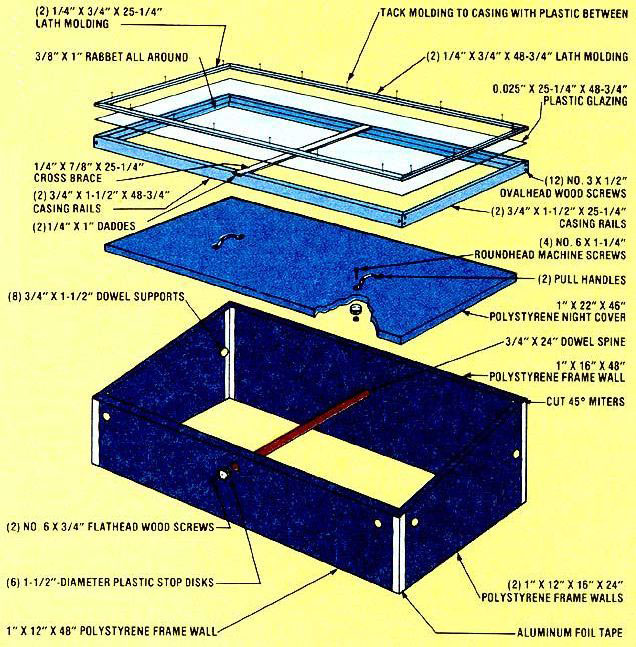 (2) 1/4" X 3/4" X 25-1/4"
LATH MOLDING
TACK MOLDING TO CASING WITH PLASTIC BETWEEN
3/8" X 1" RABBET ALL AROUND
(2) 1/4" X 3/4" X 48-3/4" LATH MOLDING
0.025" X 25-1/4" X 48-3/4"
PLASTIC GLAZING
1/4" X 7/8" X 25-1/4"
CROSS BRACE
(2) 3/4" X 1-1/2" X 48-3/4"
CASING RAILS
(2) 1/4" X 1" DADOES
(12) NO. 3 X 1/2"
OVALHEAD WOOD SCREWS
(2) 3/4" X 1-1/2" X 25-1/4"
CASING RAILS
(4) NO. 6 X 1-1/4"
ROUNDHEAD MACHINE SCREWS
(2) PULL HANDLES
(8) 3/4" X 1-1/2" DOWEL SUPPORTS
1" X 22" X 46"
POLYSTYRENE NIGHT COVER
3/4" X 24" DOWEL SPINE
1" X 16" X 48"
POLYSTYRENE FRAME WALL
CUT 45° MITERS
(2) NO 6 X 3/4" FLATHEAD WOOD SCREWS
(6) 1-1/2"-DIAMETER PLASTIC STOP DISKS
(2) 1" X 12" X 16" X 24"
POLYSTYRENE FRAME WALLS
1" X 12" X 48" POLYSTYRENE FRAME WALL
ALUMINUM FOIL TAPE